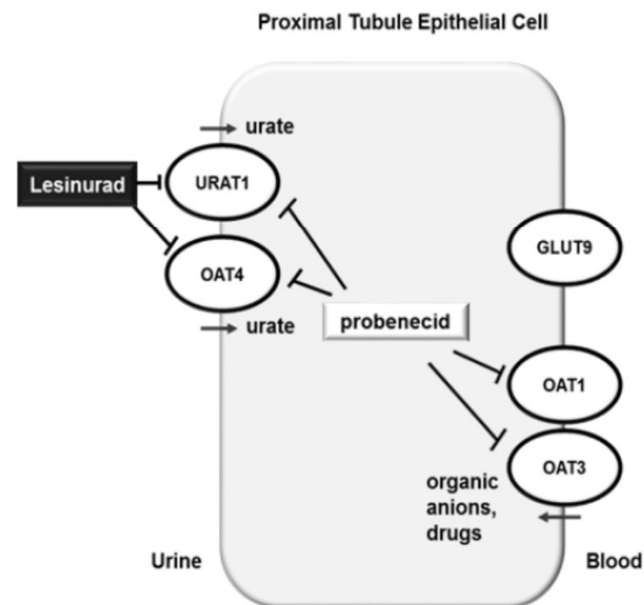 Proximal Tubule Epithelial Cell
urate
Lesinurad
URAT1
OAT4
urate
probenecid
GLUT9
OAT1
OAT3
organic
anions,
drugs
Urine
Blood